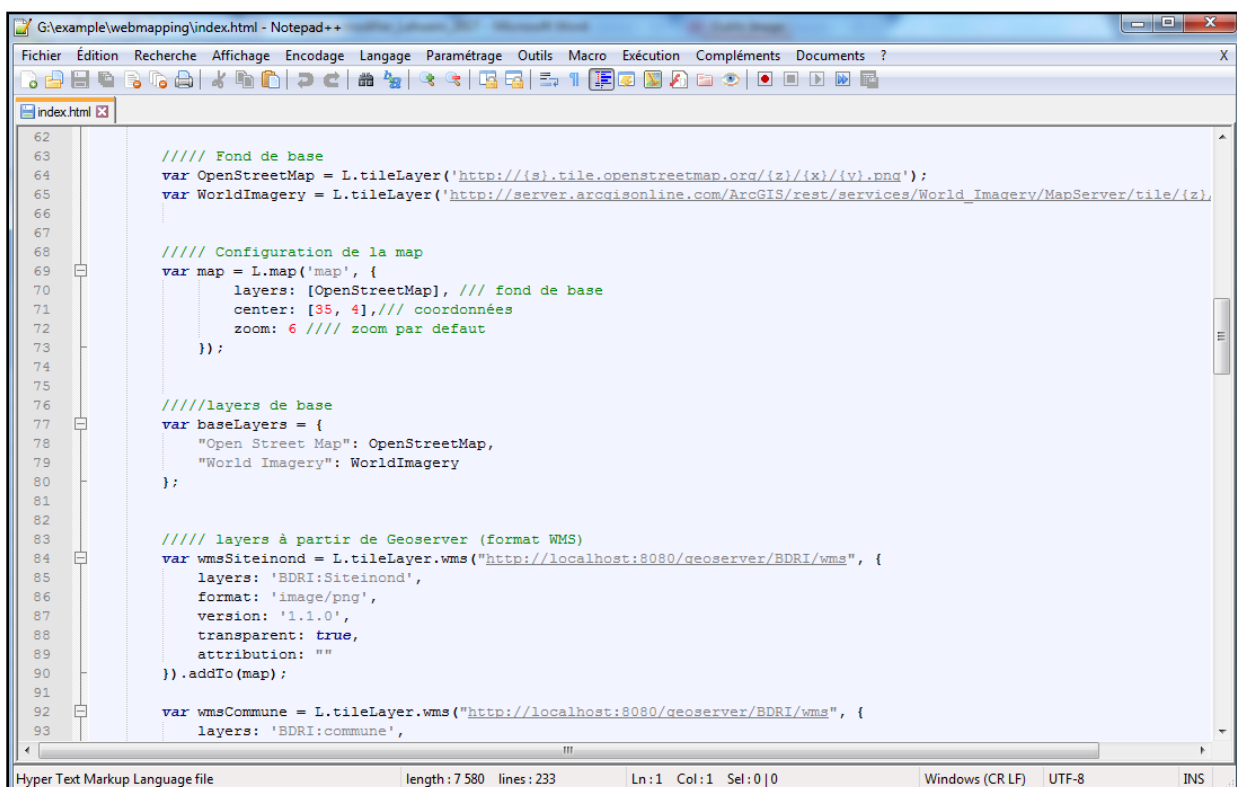 G:\example\webmapping\index.html - Notepad++
Fichier Édition Recherche Affichage Encodage Langage Paramétrage Outils Macro Exécution Compléments Documents ? X
index.html
62
63 ///// Fond de base
64 var OpenStreetMap = L.tileLayer('http://{s}.tile.openstreetmap.org/{z}/{x}/{y}.png');
65 var WorldImagery = L.tileLayer('http://server.arcgisonline.com/ArcGIS/rest/services/World_Imagery/MapServer/tile/{z}
66
67
68 ///// Configuration de la map
69 var map = L.map('map', {
70 layers: [OpenStreetMap], /// fond de base
71 center: [35, 4],/// coordonnées
72 zoom: 6 //// zoom par defaut
73 });
74
75
76 /////layers de base
77 var baseLayers = {
78 "Open Street Map": OpenStreetMap,
79 "World Imagery": WorldImagery
80 };
81
82
83 ///// layers à partir de Geoserver (format WMS)
84 var wmsSiteinond = L.tileLayer.wms("http://localhost:8080/geoserver/BDRI/wms", {
85 layers: 'BDRI:Siteinond',
86 format: 'image/png',
87 version: '1.1.0',
88 transparent: true,
89 attribution: ""
90 }).addTo(map);
91
92 var wmsCommune = L.tileLayer.wms("http://localhost:8080/geoserver/BDRI/wms", {
93 layers: 'BDRI:commune',
Hyper Text Markup Language file length : 7 580 lines : 233 Ln : 1 Col : 1 Sel : 0 | 0 Windows (CR LF) UTF-8 INS